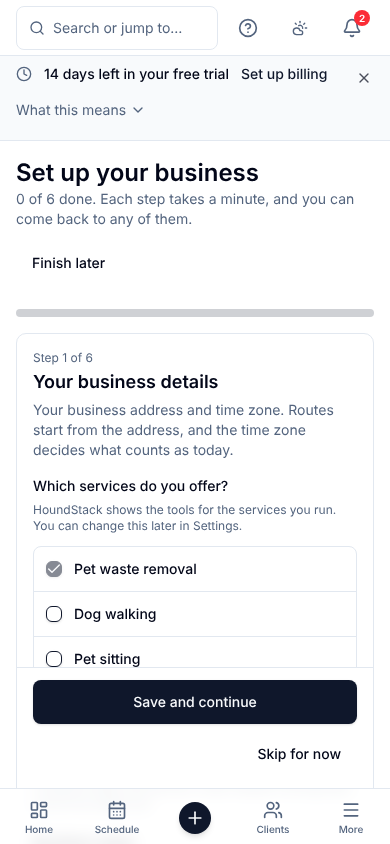 Search or jump to...
2
14 days left in your free trial Set up billing
What this means
Set up your business
0 of 6 done. Each step takes a minute, and you can
come back to any of them.
Finish later
Step 1 of 6
Your business details
Your business address and time zone. Routes
start from the address, and the time zone
decides what counts as today.
Which services do you offer?
HoundStack shows the tools for the services you run.
You can change this later in Settings.
Pet waste removal
Dog walking
Pet sitting
Save and continue
Skip for now
Home Schedule Clients More